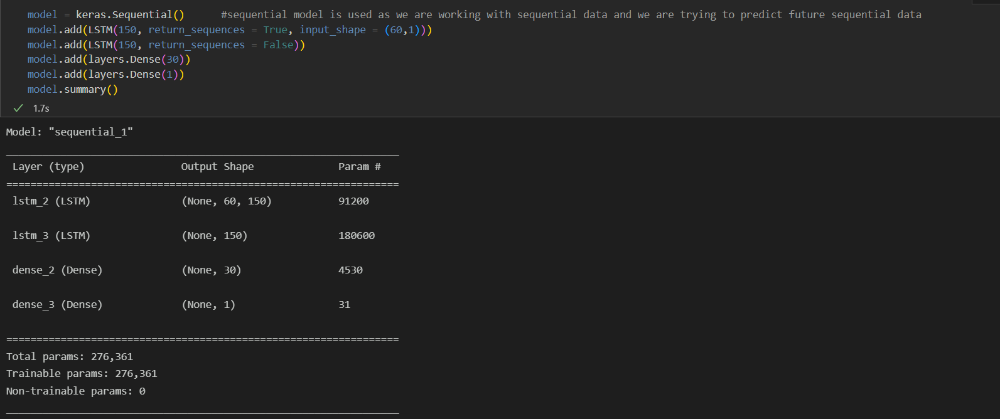 model = keras.Sequential()      #sequential model is used as we are working with sequential data and we are trying to predict future sequential data
model.add(LSTM(150, return_sequences = True, input_shape = (60,1)))
model.add(LSTM(150, return_sequences = False))
model.add(layers.Dense(30))
model.add(layers.Dense(1))
model.summary()
1.7s
Model: "sequential_1"
_________________________________________________________________
Layer (type)                Output Shape              Param #
=================================================================
lstm_2 (LSTM)               (None, 60, 150)           91200
lstm_3 (LSTM)               (None, 150)               180600
dense_2 (Dense)             (None, 30)                4530
dense_3 (Dense)             (None, 1)                 31
=================================================================
Total params: 276,361
Trainable params: 276,361
Non-trainable params: 0
_________________________________________________________________